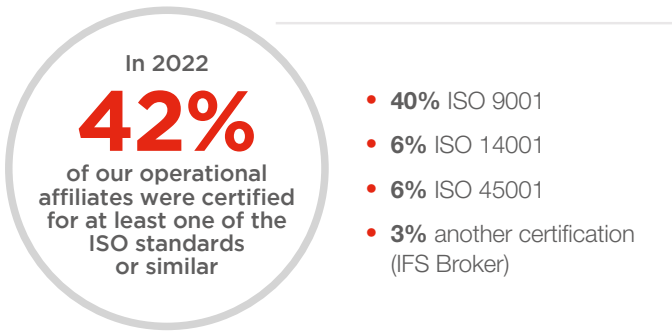 In 2022
42%
of our operational
affiliates were certified
for at least one of the
ISO standards
or similar
• 40% ISO 9001
• 6% ISO 14001
• 6% ISO 45001
• 3% another certification
(IFS Broker)